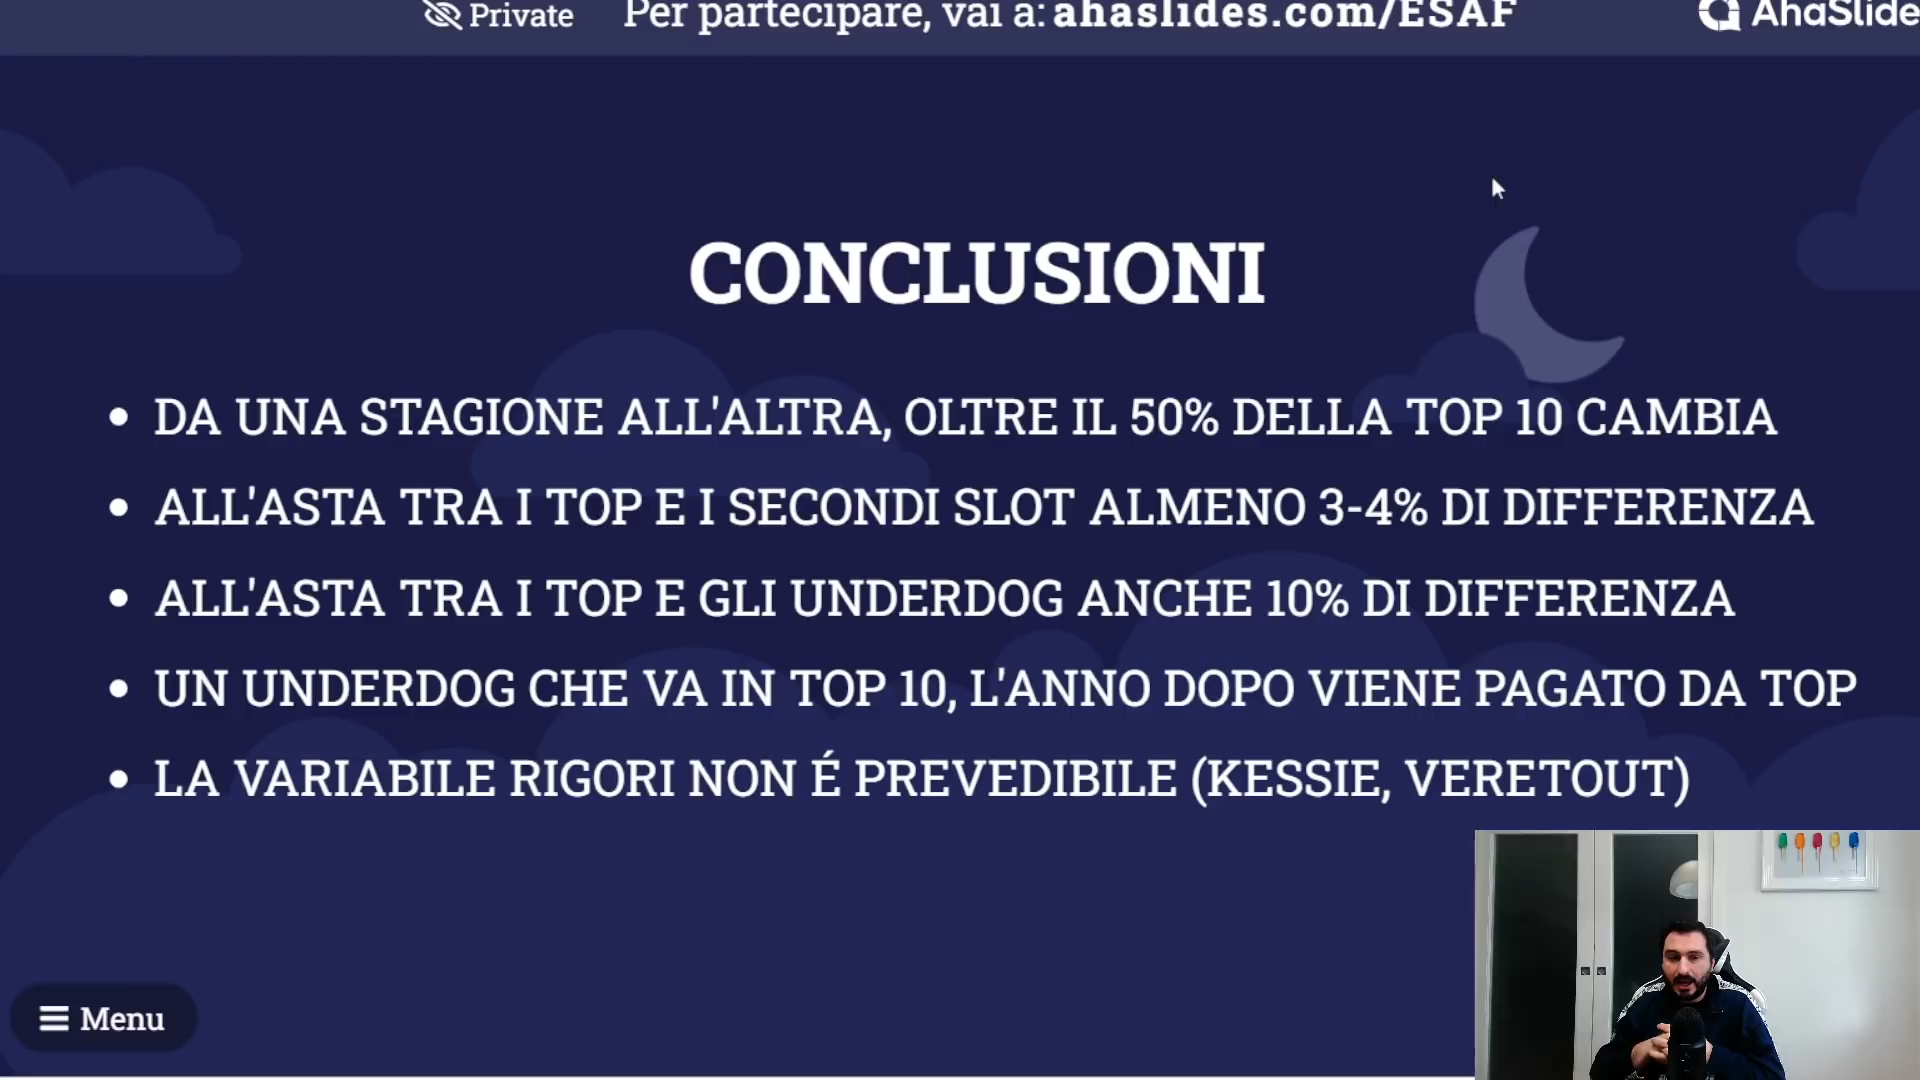 Private Per partecipare, vai a: ahaslides.com/ESAF AhaSlide
CONCLUSIONI
• DA UNA STAGIONE ALL'ALTRA, OLTRE IL 50% DELLA TOP 10 CAMBIA
• ALL'ASTA TRA I TOP E I SECONDI SLOT ALMENO 3-4% DI DIFFERENZA
• ALL'ASTA TRA I TOP E GLI UNDERDOG ANCHE 10% DI DIFFERENZA
• UN UNDERDOG CHE VA IN TOP 10, L'ANNO DOPO VIENE PAGATO DA TOP
• LA VARIABILE RIGORI NON É PREVEDIBILE (KESSIE, VERETOUT)
Menu